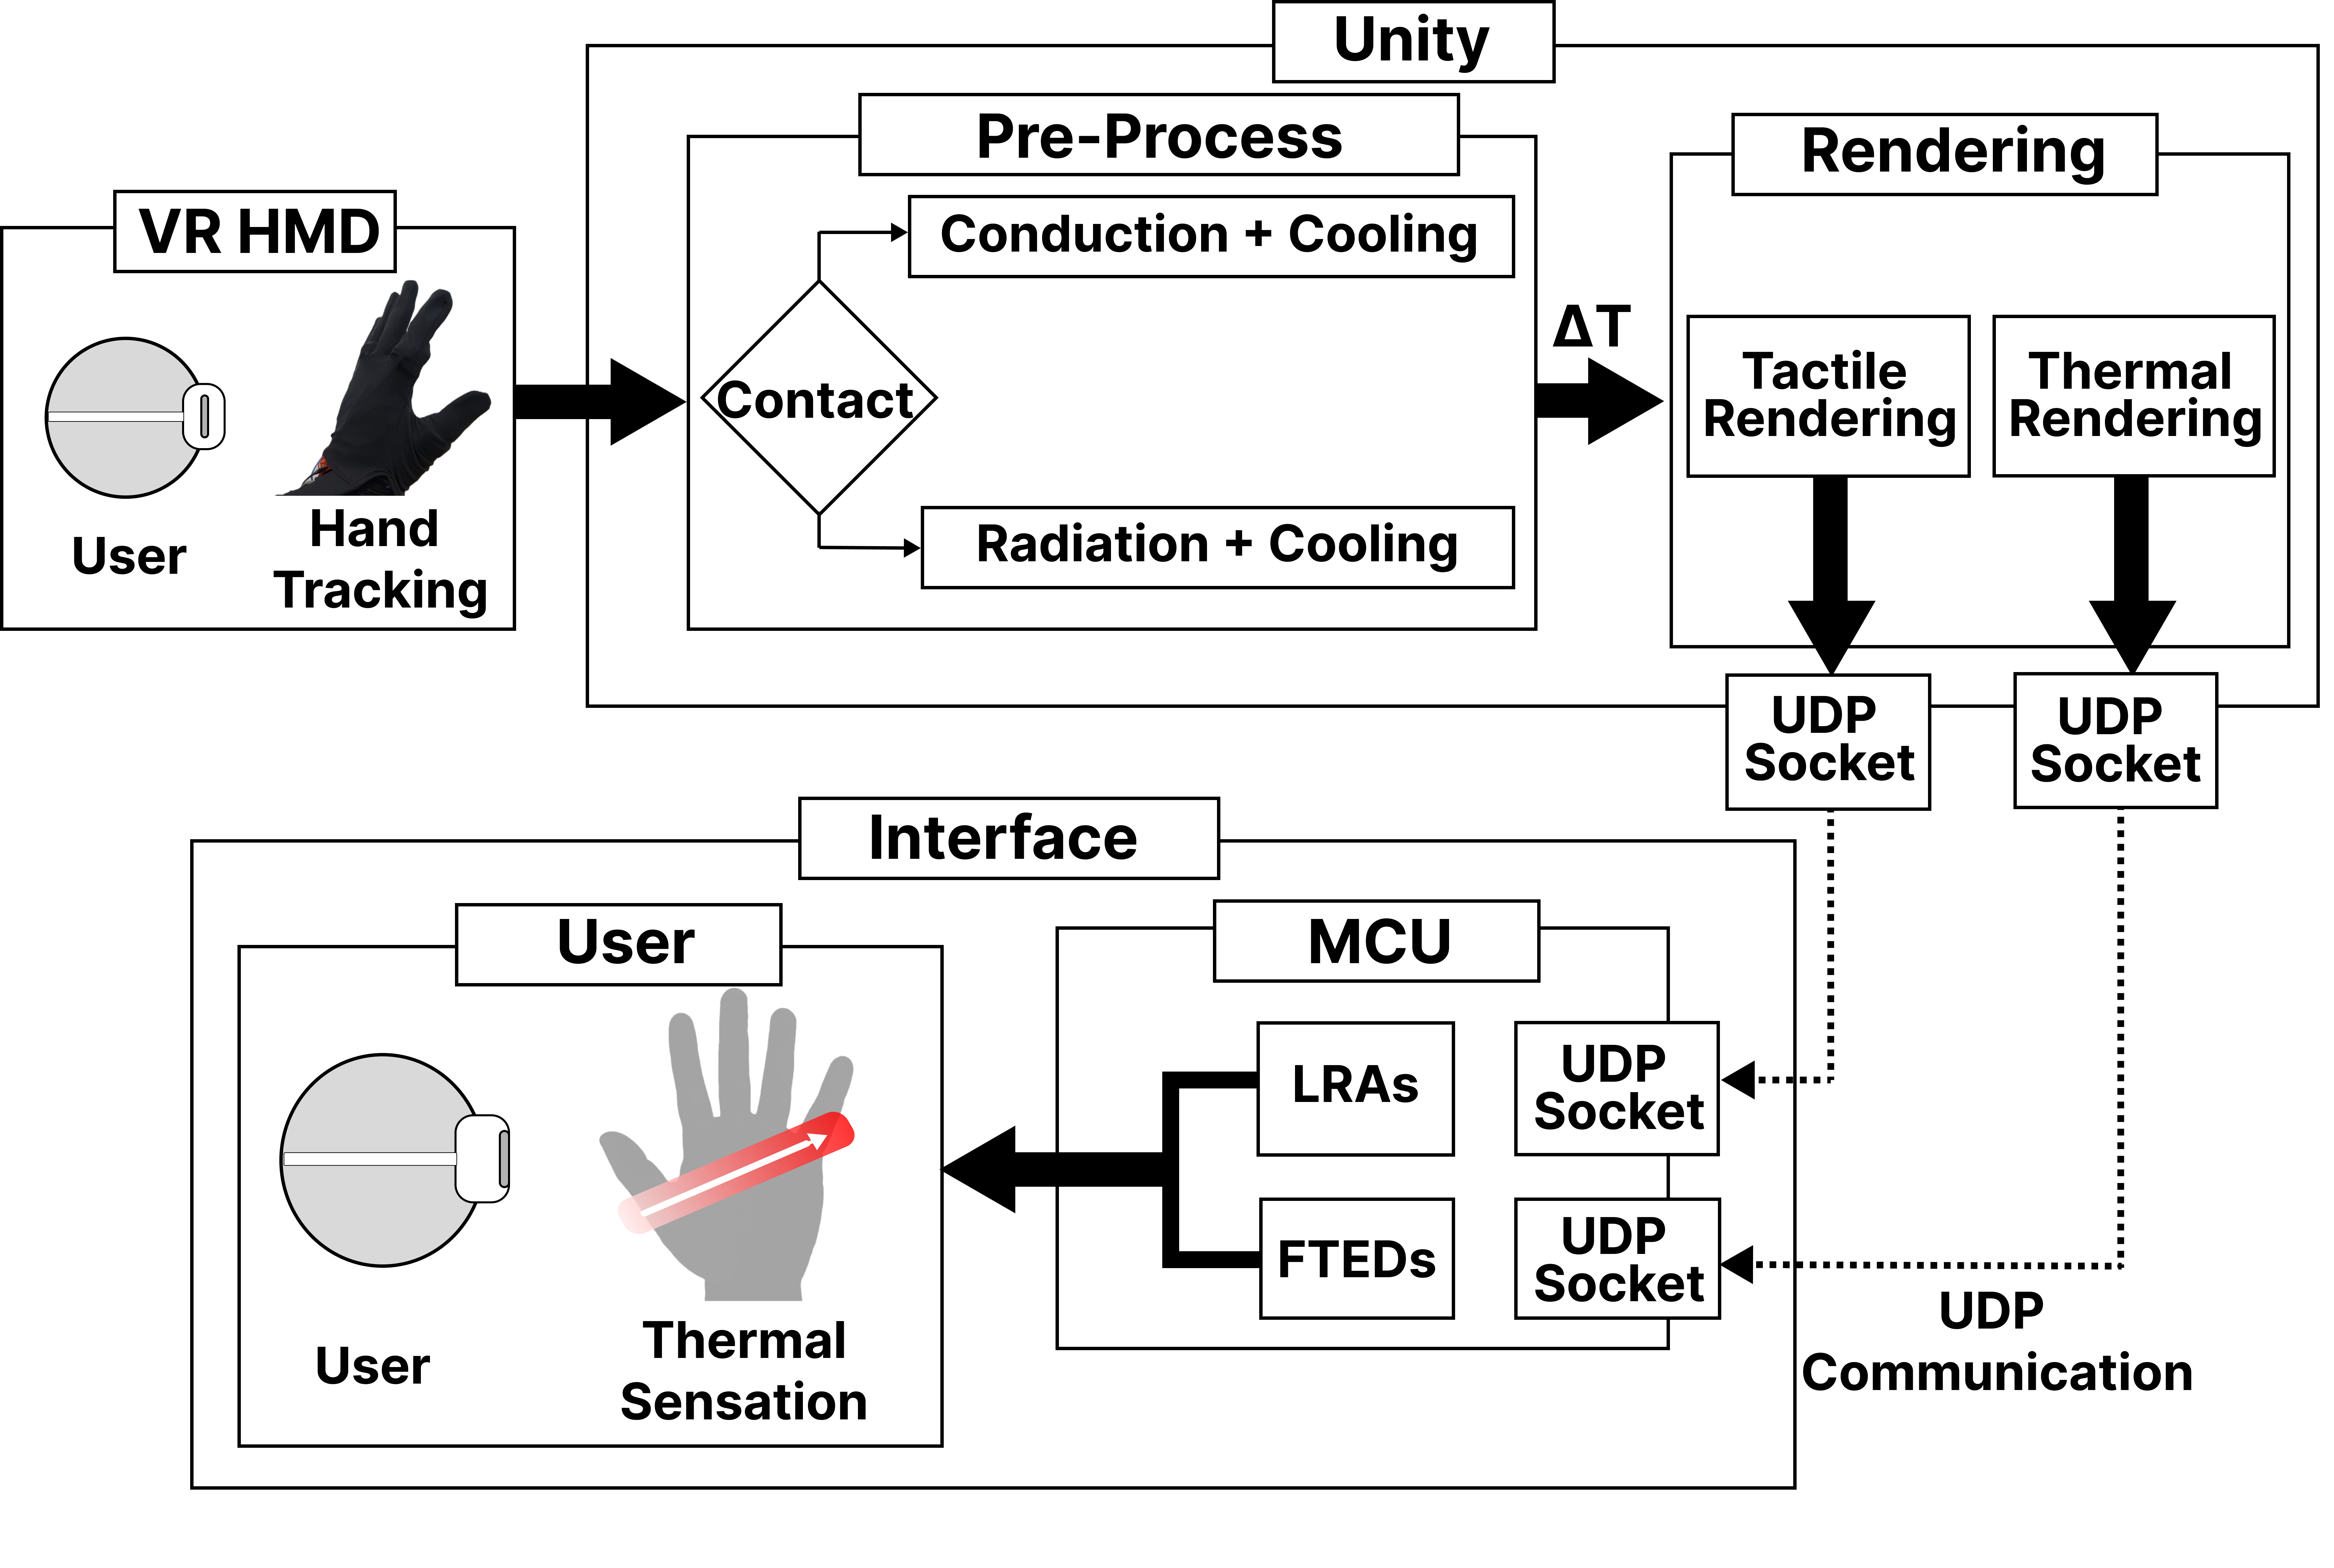 Unity
Pre-Process
Rendering
VR HMD
Conduction + Cooling
Contact
Radiation + Cooling
ΔT
Tactile
Rendering
Thermal
Rendering
User
Hand
Tracking
UDP
Socket
UDP
Socket
Interface
User
MCU
LRAs
UDP
Socket
FTEDs
UDP
Socket
User
Thermal
Sensation
UDP
Communication